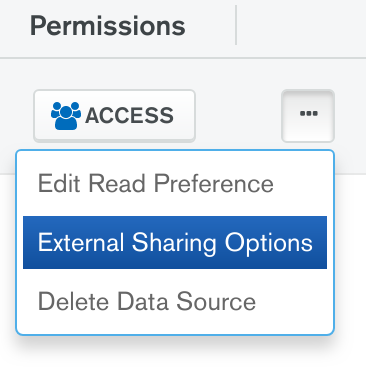 Permissions
ACCESS
...
Edit Read Preference
External Sharing Options
Delete Data Source